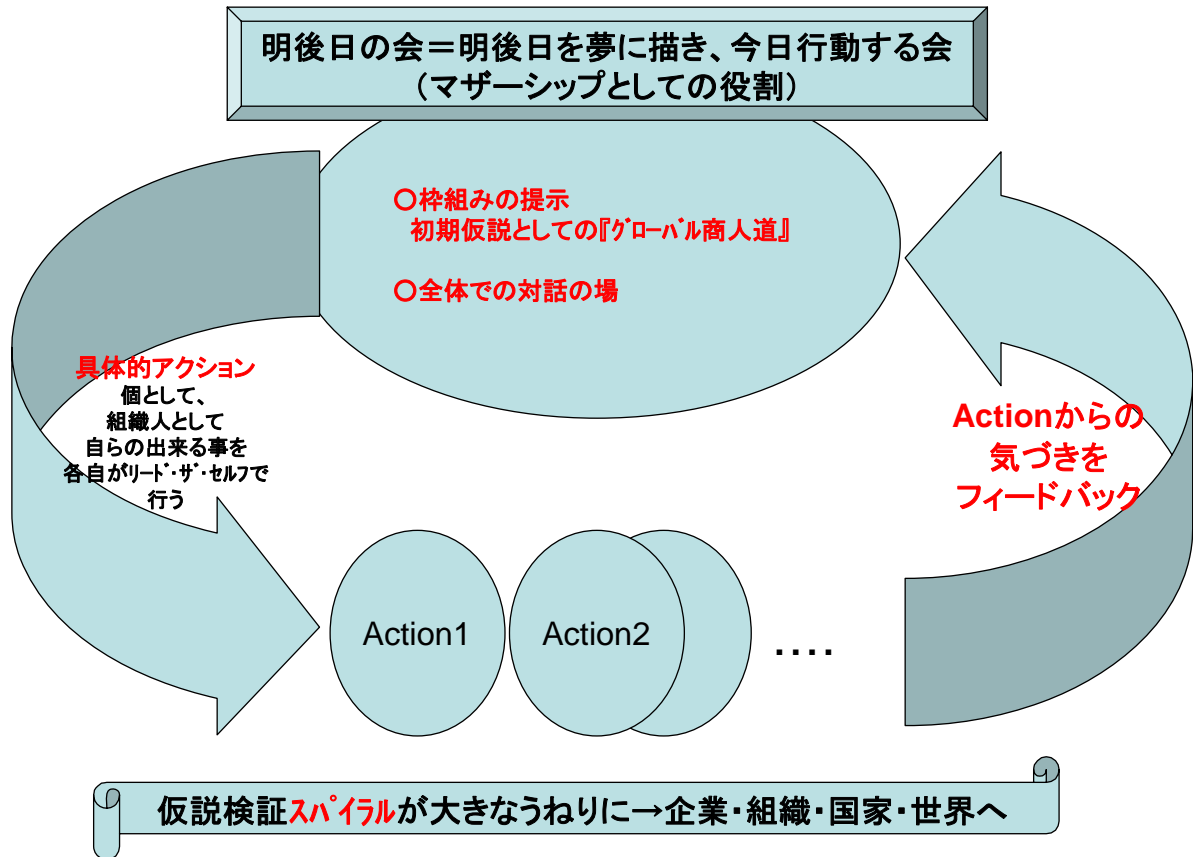 明後日の会＝明後日を夢に描き、今日行動する会
（マザーシップとしての役割）
○枠組みの提示
初期仮説としての『ｸﾞﾛｰﾊﾞﾙ商人道』
○全体での対話の場
具体的アクション
個として、
組織人として
自らの出来る事を
各自がﾘｰﾄﾞ･ｻﾞ･ｾﾙﾌで
行う
Actionからの
気づきを
フィードバック
Action1
Action2
....
仮説検証ｽﾊﾟｲﾗﾙが大きなうねりに→企業・組織・国家・世界へ